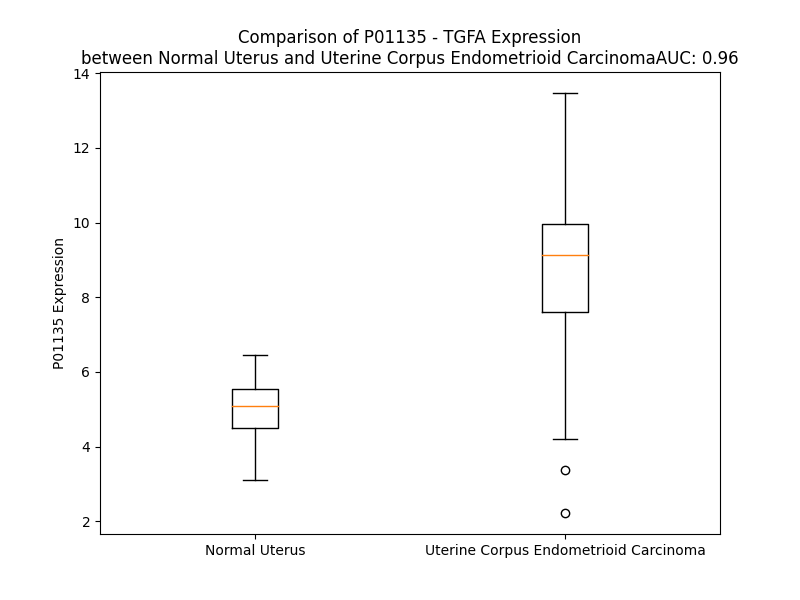 Comparison of P01135 - TGFA Expression
between Normal Uterus and Uterine Corpus Endometrioid CarcinomaAUC: 0.96
14
12
10
8
6
4
2
P01135 Expression
Normal Uterus
Uterine Corpus Endometrioid Carcinoma